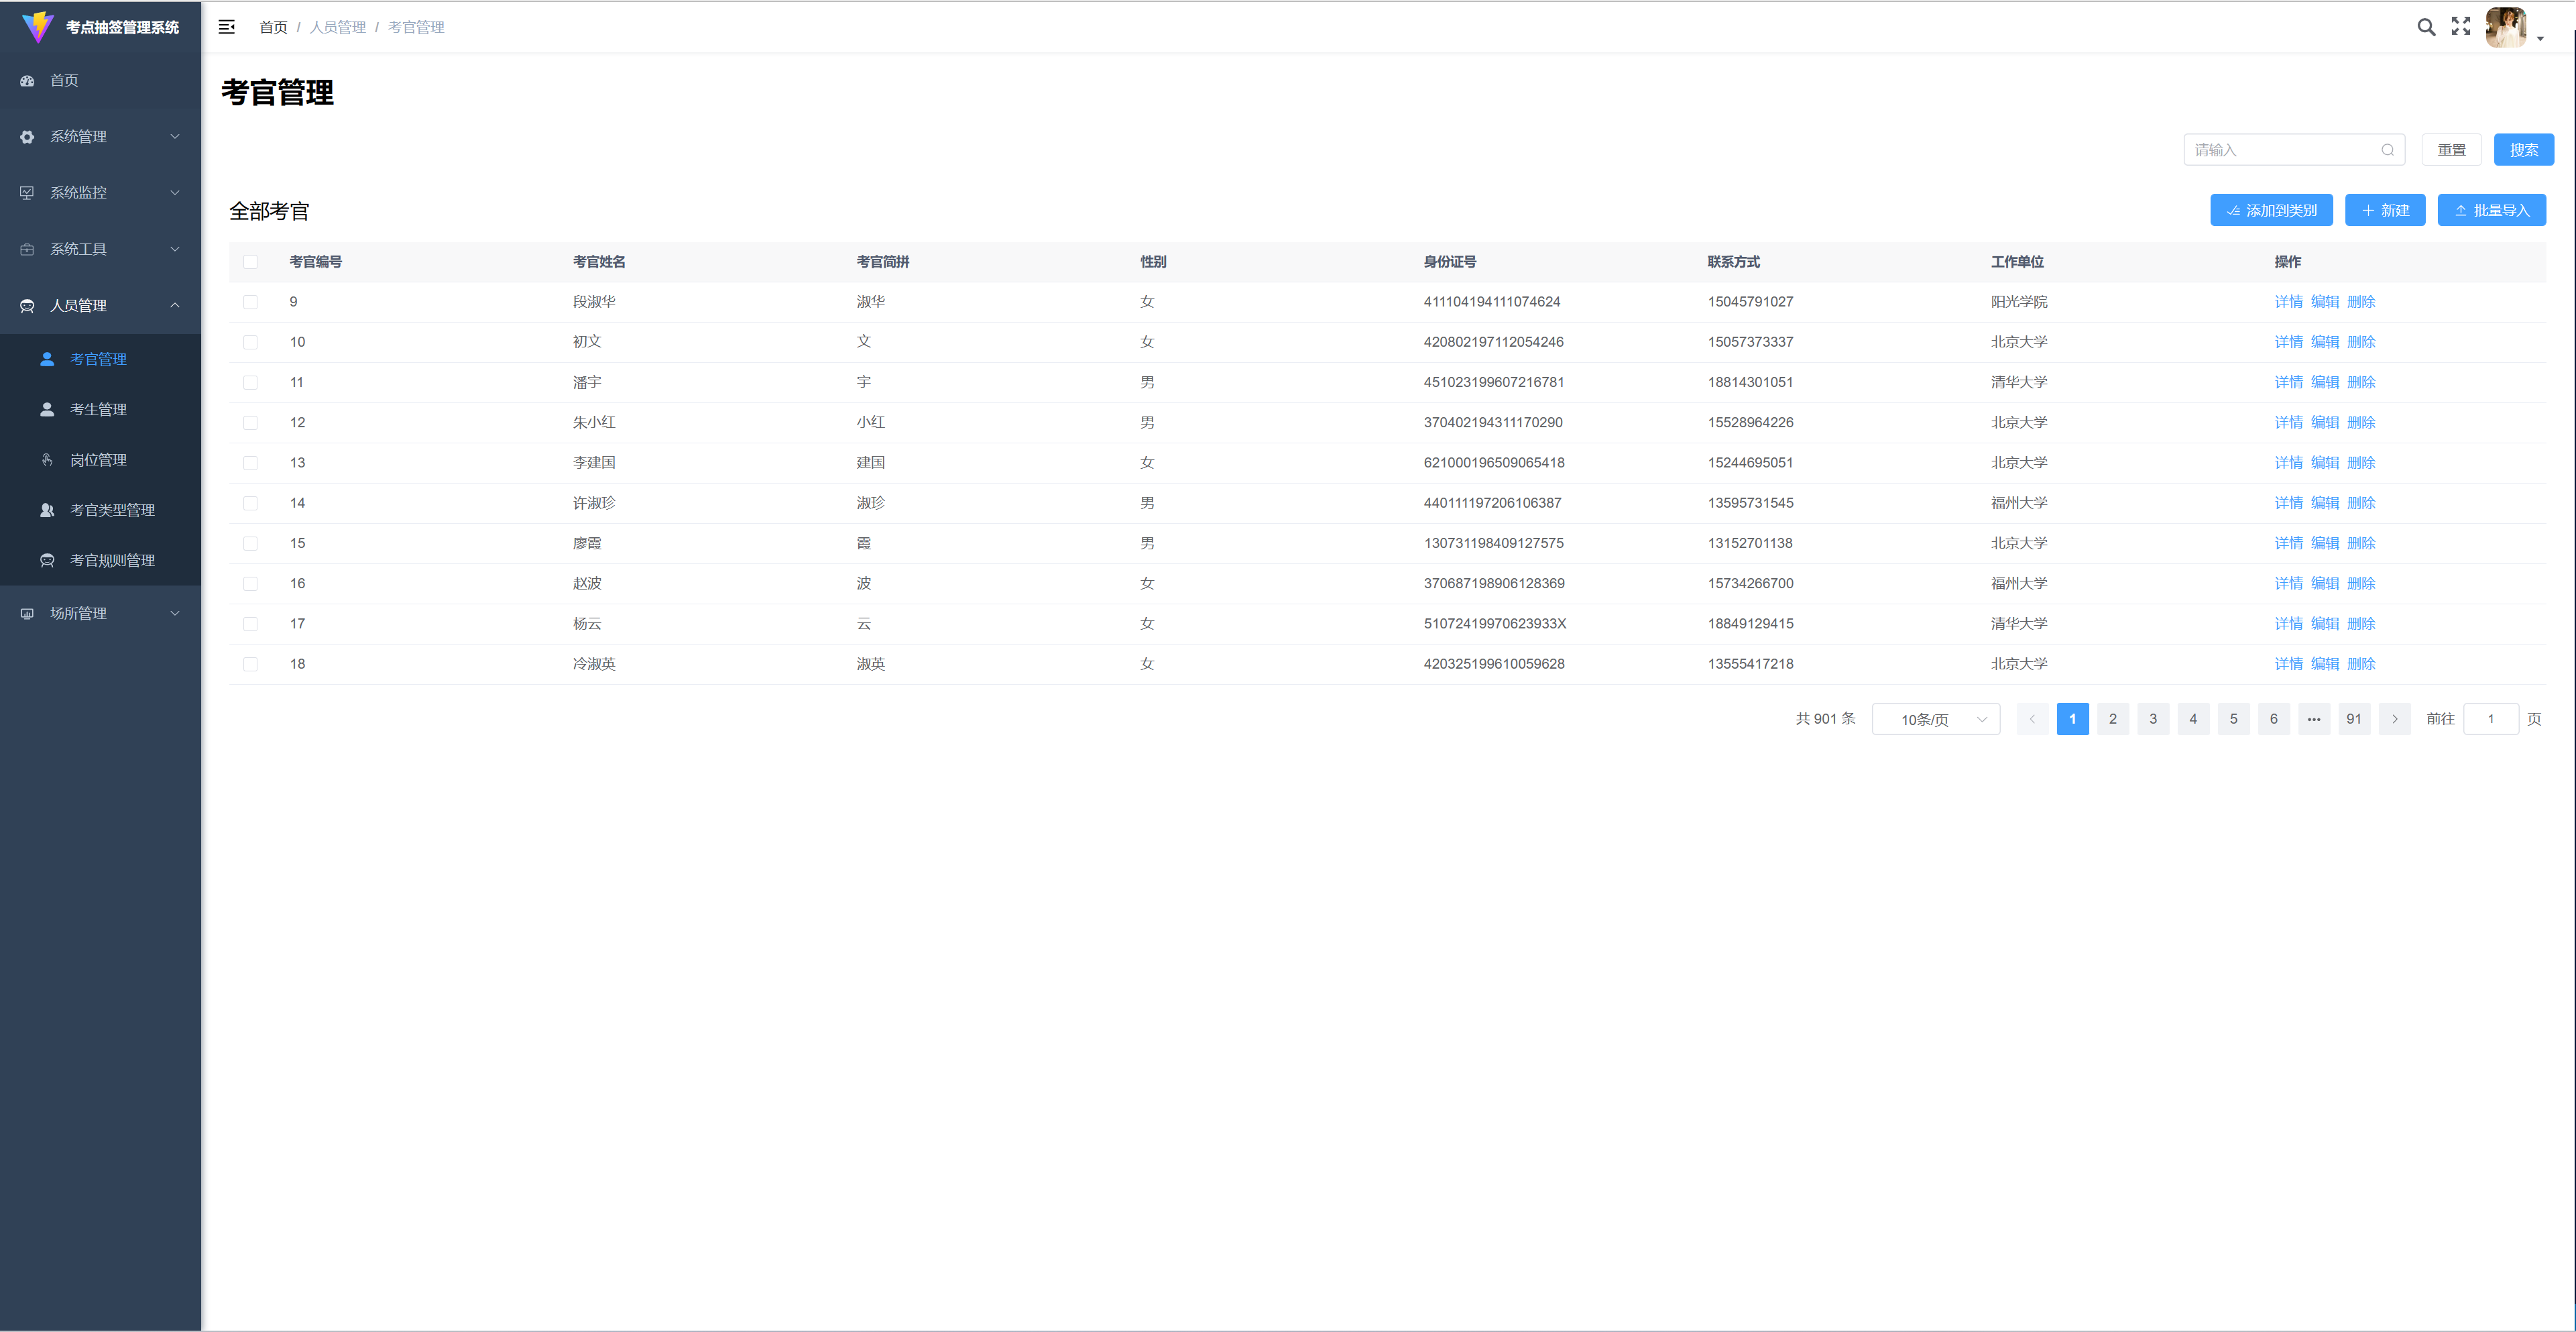 考点抽签管理系统
首页 / 人员管理 / 考官管理
首页
系统管理
系统监控
系统工具
人员管理
考官管理
考生管理
岗位管理
考官类型管理
考官规则管理
场所管理
考官管理
请输入 重置 搜索
全部考官 添加到类别 新建 批量导入
考官编号 考官姓名 考官简拼 性别 身份证号 联系方式 工作单位 操作
9 段淑华 淑华 女 411104194111074624 15045791027 阳光学院 详情 编辑 删除
10 初文 文 女 420802197112054246 15057373337 北京大学 详情 编辑 删除
11 潘宇 宇 男 451023199607216781 18814301051 清华大学 详情 编辑 删除
12 朱小红 小红 男 370402194311170290 15528964226 北京大学 详情 编辑 删除
13 李建国 建国 女 621000196509065418 15244695051 北京大学 详情 编辑 删除
14 许淑珍 淑珍 男 440111197206106387 13595731545 福州大学 详情 编辑 删除
15 廖霞 霞 男 130731198409127575 13152701138 北京大学 详情 编辑 删除
16 赵波 波 女 370687198906128369 15734266700 福州大学 详情 编辑 删除
17 杨云 云 女 51072419970623933X 18849129415 清华大学 详情 编辑 删除
18 冷淑英 淑英 女 420325199610059628 13555417218 北京大学 详情 编辑 删除
共 901 条 10条/页 1 2 3 4 5 6 ••• 91 前往 1 页